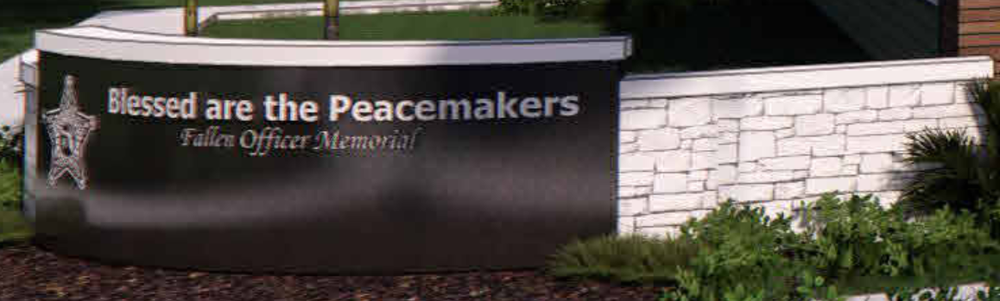 Blessed are the Peacemakers
Fallen Officer Memorial